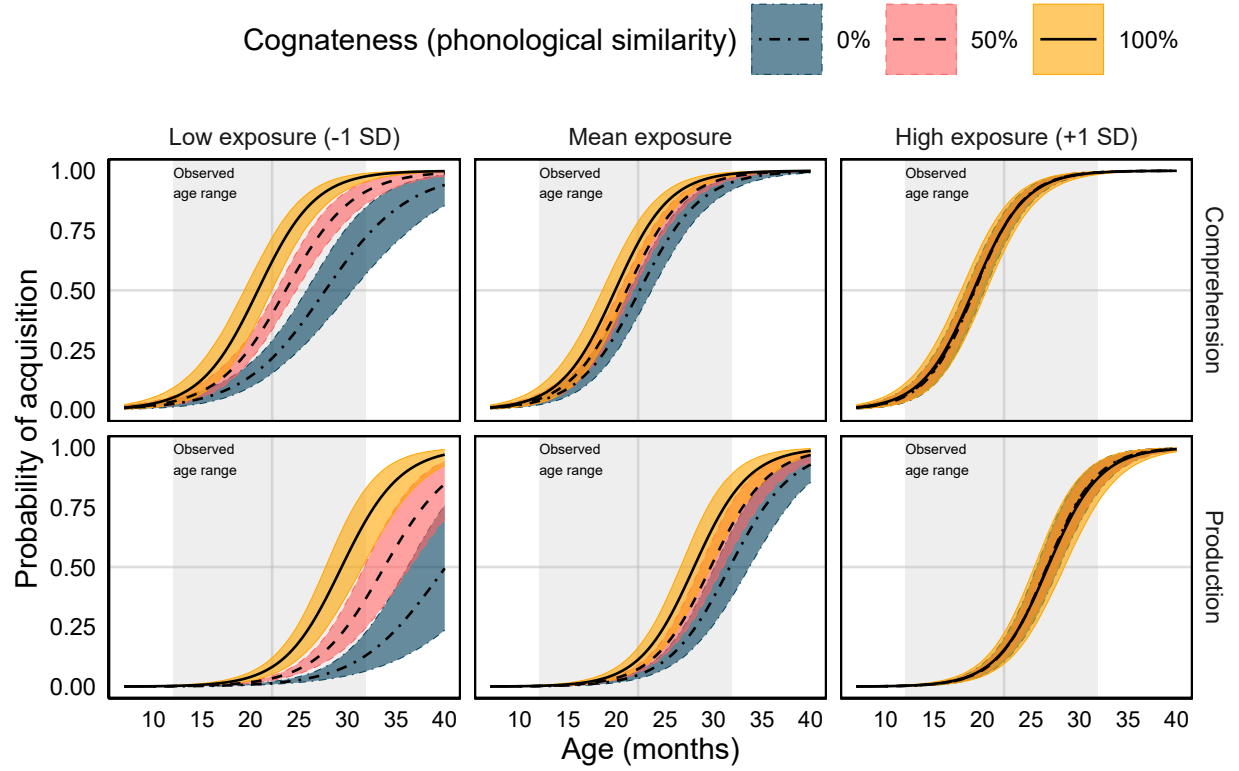 Cognateness (phonological similarity) 0% 50% 100%
Low exposure (-1 SD) Mean exposure High exposure (+1 SD)
Probability of acquisition
1.00
0.75
0.50
0.25
0.00
Observed
age range
Observed
age range
Observed
age range
Comprehension
1.00
0.75
0.50
0.25
0.00
Observed
age range
Observed
age range
Observed
age range
Production
10 15 20 25 30 35 40 10 15 20 25 30 35 40 10 15 20 25 30 35 40
Age (months)